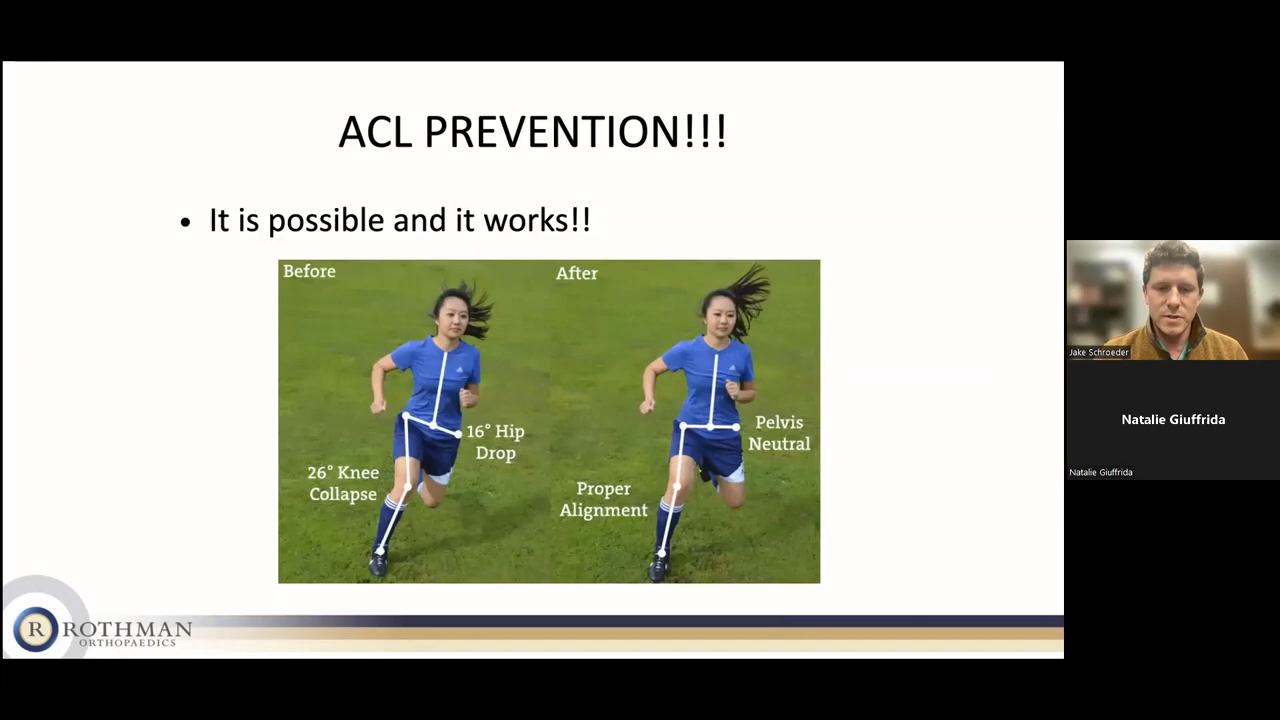 ACL PREVENTION!!!
• It is possible and it works!!
Before
After
16° Hip
Drop
26° Knee
Collapse
Pelvis
Neutral
Proper
Alignment
R ROTHMAN
ORTHOPAEDICS
Jake Schroeder
Natalie Giuffrida
Natalie Giuffrida